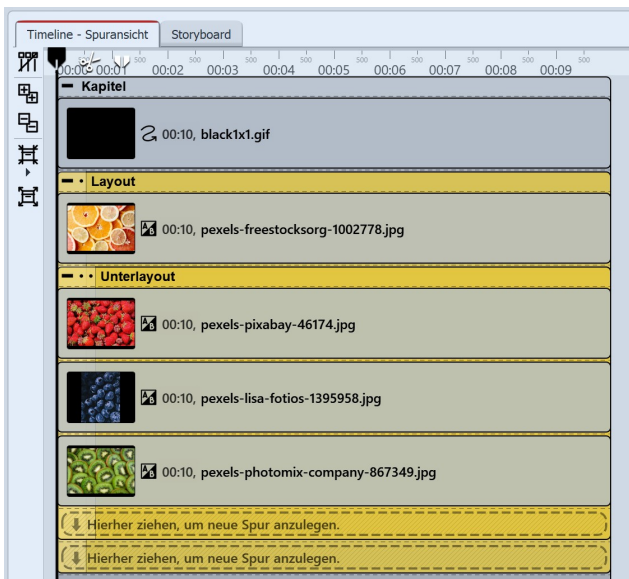 Timeline - Spuransicht Storyboard
500 500 500 500 500 500 500 500 500
00:00 00:01 00:02 00:03 00:04 00:05 00:06 00:07 00:08 00:09
Kapitel
00:10, black1x1.gif
Layout
00:10, pexels-freestocksorg-1002778.jpg
Unterlayout
00:10, pexels-pixabay-46174.jpg
00:10, pexels-lisa-fotios-1395958.jpg
00:10, pexels-photomix-company-867349.jpg
Hierher ziehen, um neue Spur anzulegen.
Hierher ziehen, um neue Spur anzulegen.